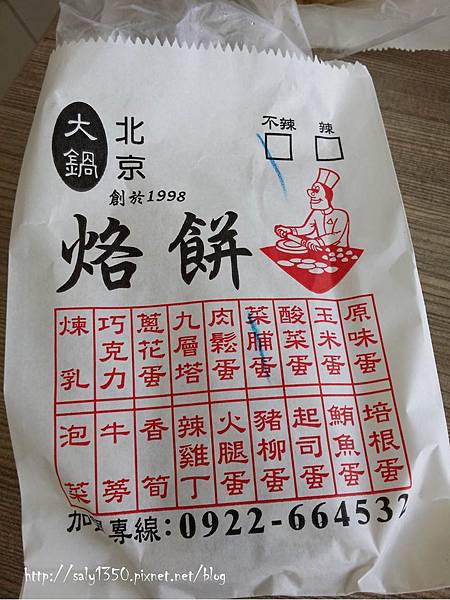 大鍋
北京
創於1998
不辣 辣
烙餅
原味蛋
玉米蛋
酸菜蛋
菜脯蛋
肉鬆蛋
九層塔
蔥花蛋
巧克力
煉乳
培根蛋
鮪魚蛋
起司蛋
豬柳蛋
火腿蛋
辣雞丁
香筍
牛蒡
泡菜
加盟專線:0922-664532
http://saly1350.pixnet.net/blog